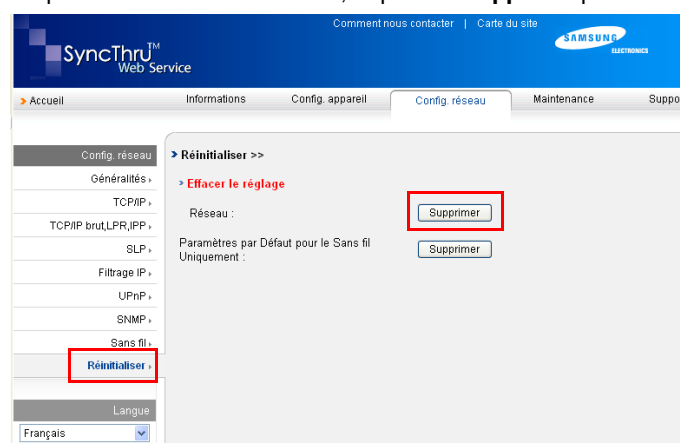 Comment nous contacter | Carte du site
SAMSUNG
ELECTRONICS
SyncThru™
Web Service
Accueil
Informations
Config. appareil
Config. réseau
Maintenance
Suppo
Config. réseau
Généralités
TCP/IP
TCP/IP brut,LPR,IPP
SLP
Filtrage IP
UPnP
SNMP
Sans fil
Réinitialiser
Langue
Français
Réinitialiser >>
Effacer le réglage
Réseau :
Supprimer
Paramètres par Défaut pour le Sans fil
Uniquement :
Supprimer